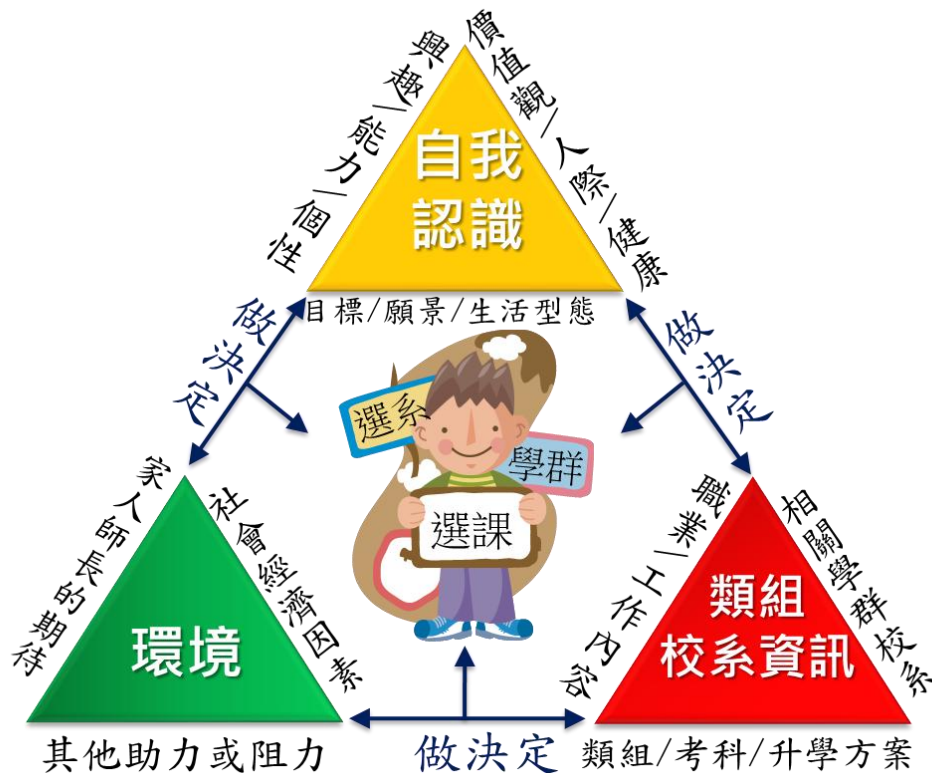 興趣/能力/個性
價值觀/人際/健康
自我
認識
目標/願景/生活型態
做決定
做決定
選系
學群
選課
家人師長的期待
社會經濟因素
環境
其他助力或阻力
做決定
職業/工作內容
相關學群校系
類組
校系資訊
類組/考科/升學方案